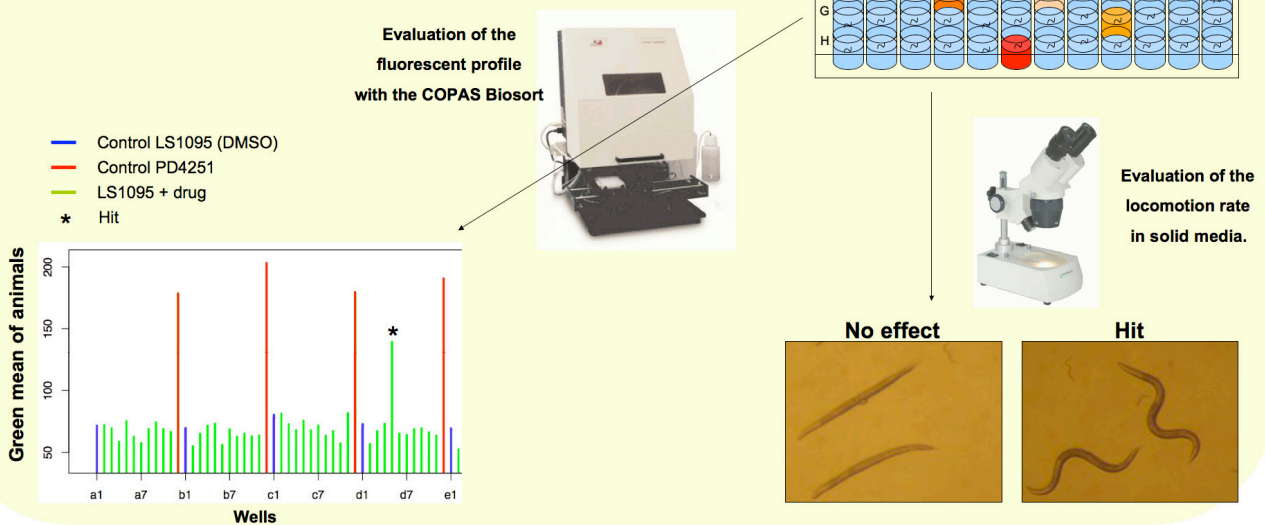 G
H
Evaluation of the
fluorescent profile
with the COPAS Biosort
Control LS1095 (DMSO)
Control PD4251
LS1095 + drug
* Hit
Evaluation of the
locomotion rate
in solid media.
Green mean of animals
200
150
100
50
*
a1 a7 b1 b7 c1 c7 d1 d7 e1
Wells
No effect
Hit